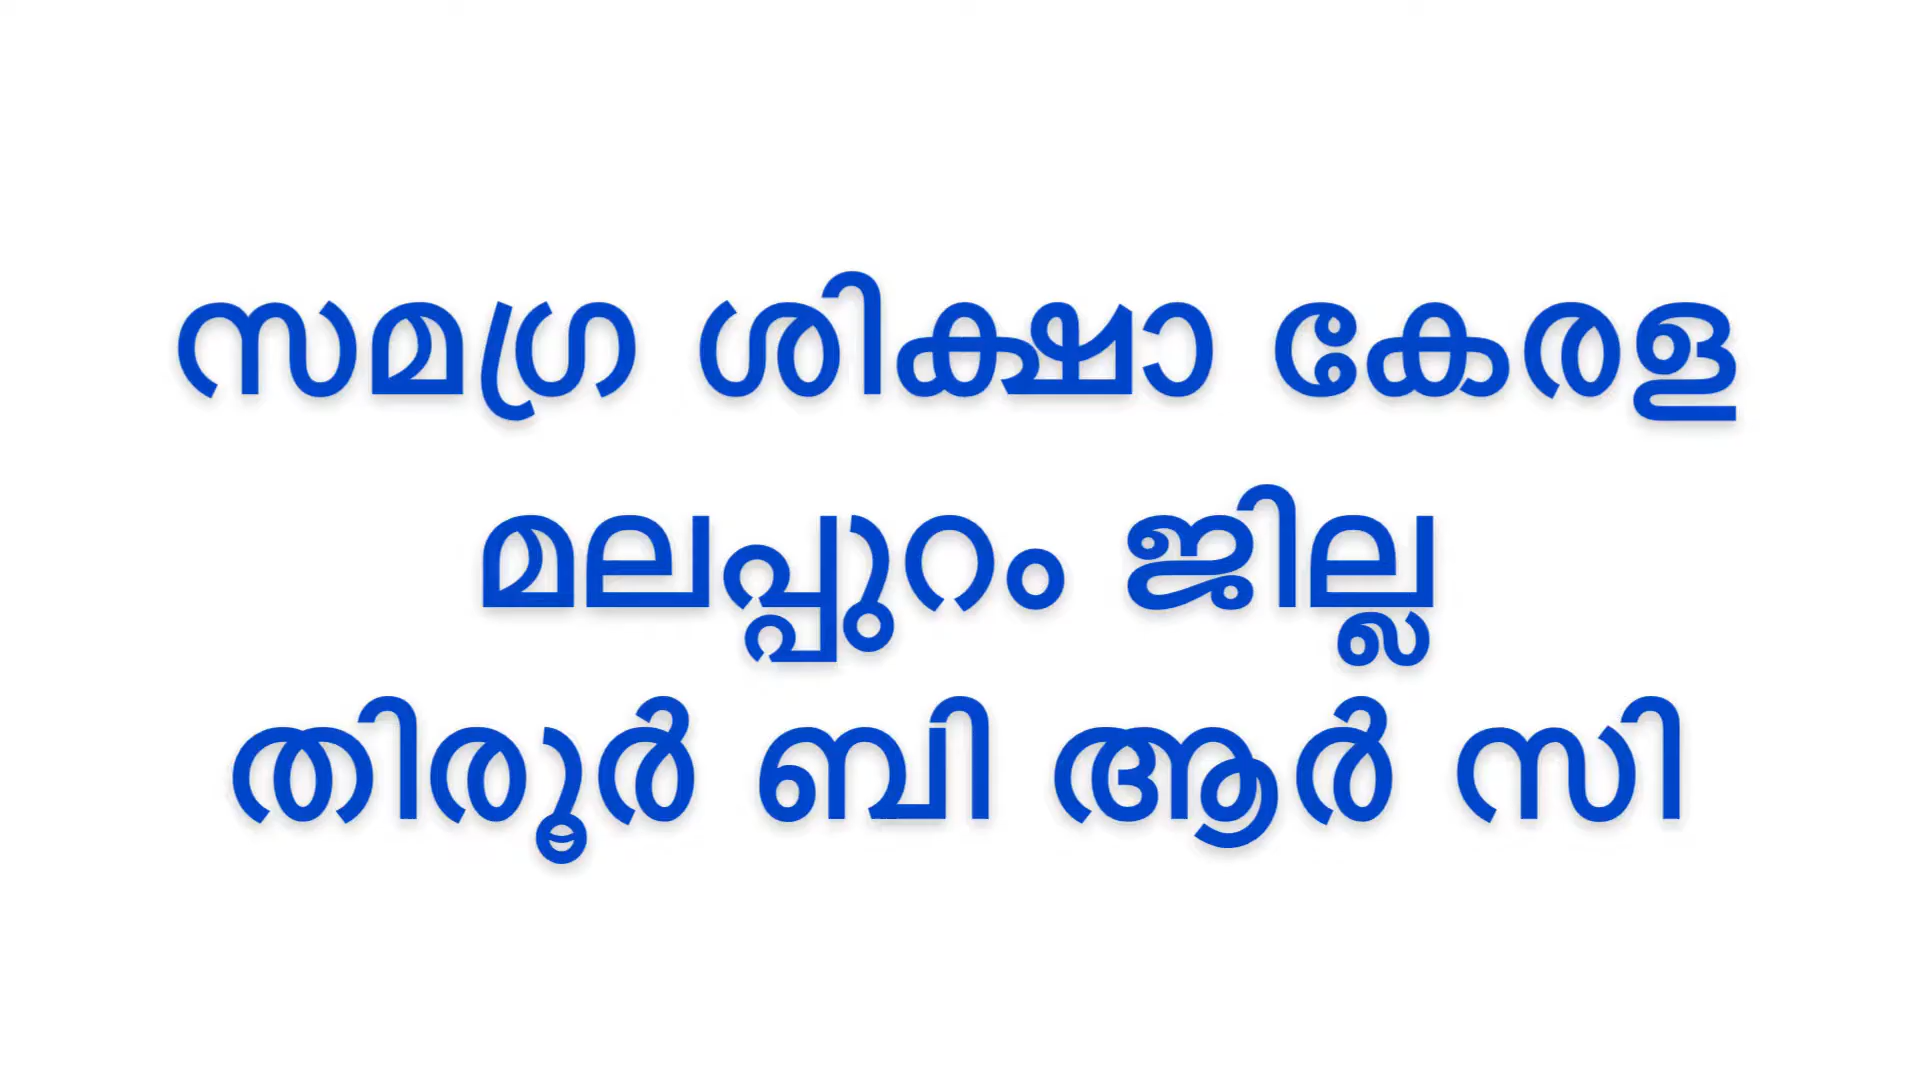 സമഗ്ര ശിക്ഷാ കേരള
മലപ്പുറം ജില്ല
തിരൂർ ബി ആർ സി